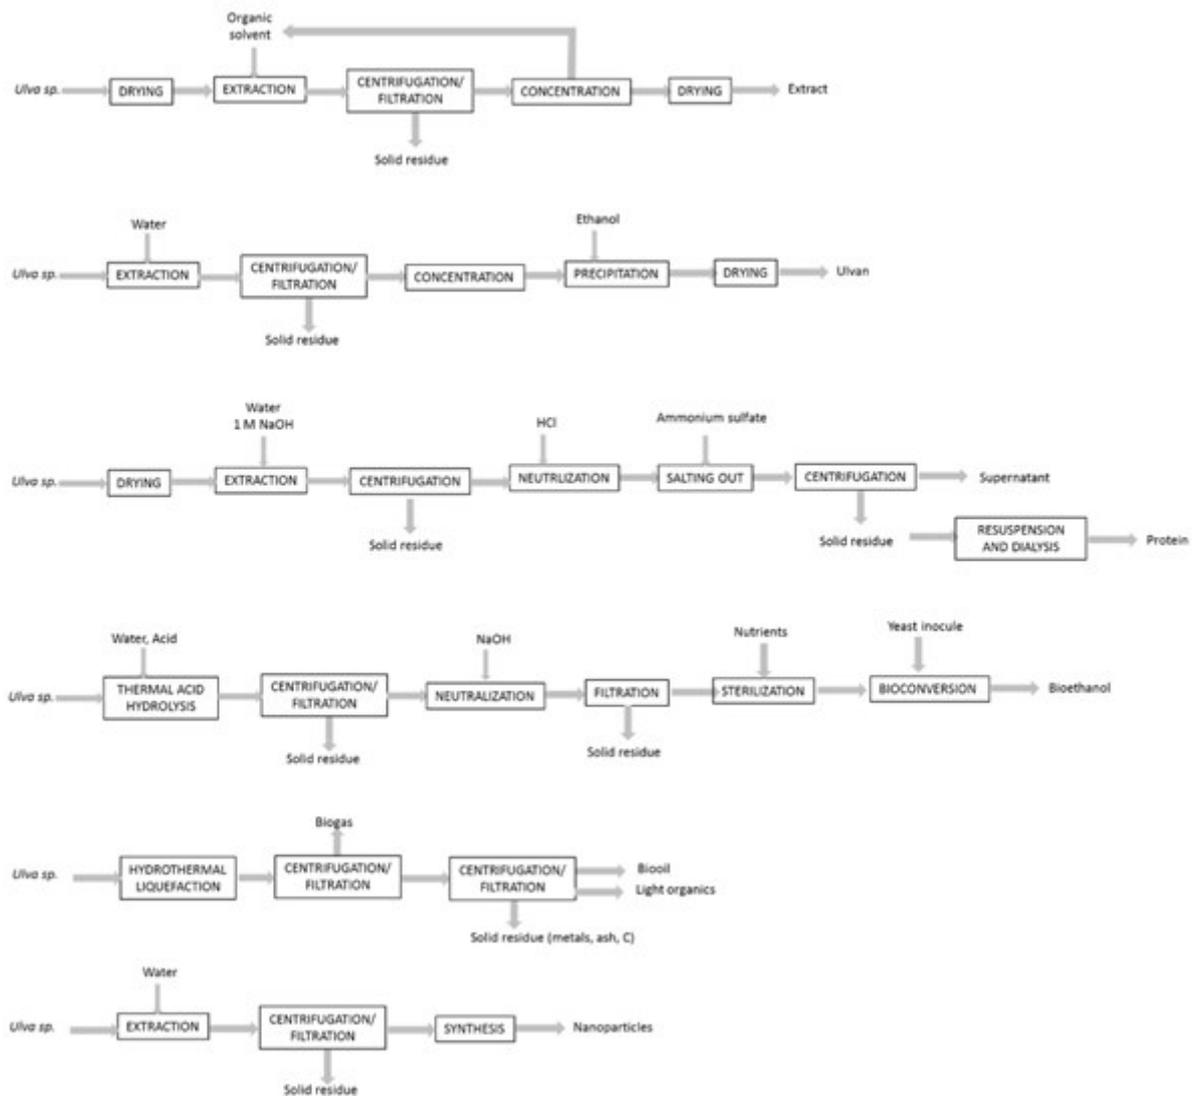 Organic
solvent
Ulva sp.
DRYING
EXTRACTION
CENTRIFUGATION/
FILTRATION
CONCENTRATION
DRYING
Extract
Solid residue
Water
Ethanol
Ulva sp.
EXTRACTION
CENTRIFUGATION/
FILTRATION
CONCENTRATION
PRECIPITATION
DRYING
Ulvan
Solid residue
Water
1 M NaOH
HCl
Ammonium sulfate
Ulva sp.
DRYING
EXTRACTION
CENTRIFUGATION
NEUTRLIZATION
SALTING OUT
CENTRIFUGATION
Supernatant
Solid residue
Solid residue
RESUSPENSION
AND DIALYSIS
Protein
Water, Acid
NaOH
Nutrients
Yeast inocule
Ulva sp.
THERMAL ACID
HYDROLYSIS
CENTRIFUGATION/
FILTRATION
NEUTRALIZATION
FILTRATION
STERILIZATION
BIOCONVERSION
Bioethanol
Solid residue
Solid residue
Biogas
Ulva sp.
HYDROTHERMAL
LIQUEFACTION
CENTRIFUGATION/
FILTRATION
CENTRIFUGATION/
FILTRATION
Biooil
Light organics
Solid residue (metals, ash, C)
Water
Ulva sp.
EXTRACTION
CENTRIFUGATION/
FILTRATION
SYNTHESIS
Nanoparticles
Solid residue